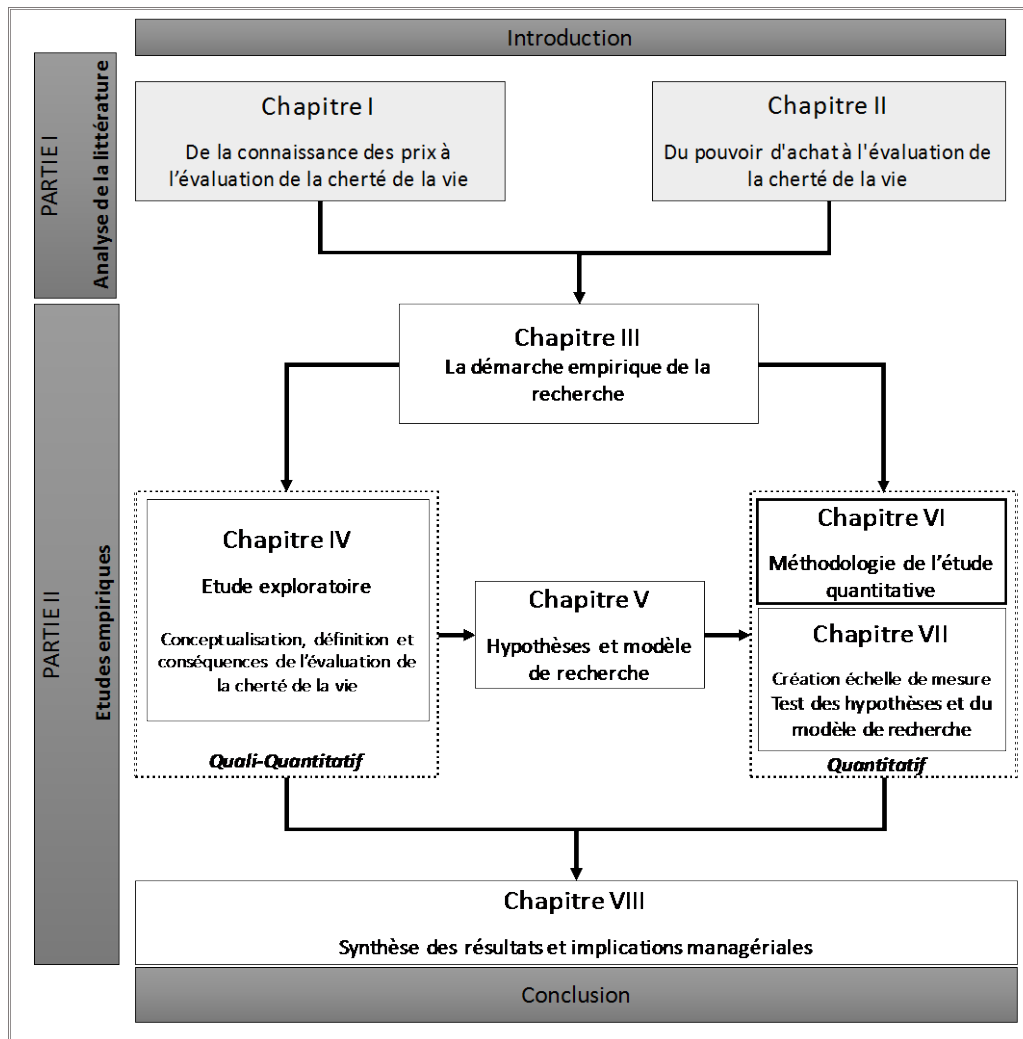 Introduction
PARTIE I
Analyse de la littérature
Chapitre I
De la connaissance des prix à
l’évaluation de la cherté de la vie
Chapitre II
Du pouvoir d'achat à l'évaluation de
la cherté de la vie
PARTIE II
Etudes empiriques
Chapitre III
La démarche empirique de la
recherche
Chapitre IV
Etude exploratoire
Conceptualisation, définition et
conséquences de l’évaluation de
la cherté de la vie
Quali-Quantitatif
Chapitre V
Hypothèses et modèle
de recherche
Chapitre VI
Méthodologie de l’étude
quantitative
Chapitre VII
Création échelle de mesure
Test des hypothèses et du
modèle de recherche
Quantitatif
Chapitre VIII
Synthèse des résultats et implications managériales
Conclusion